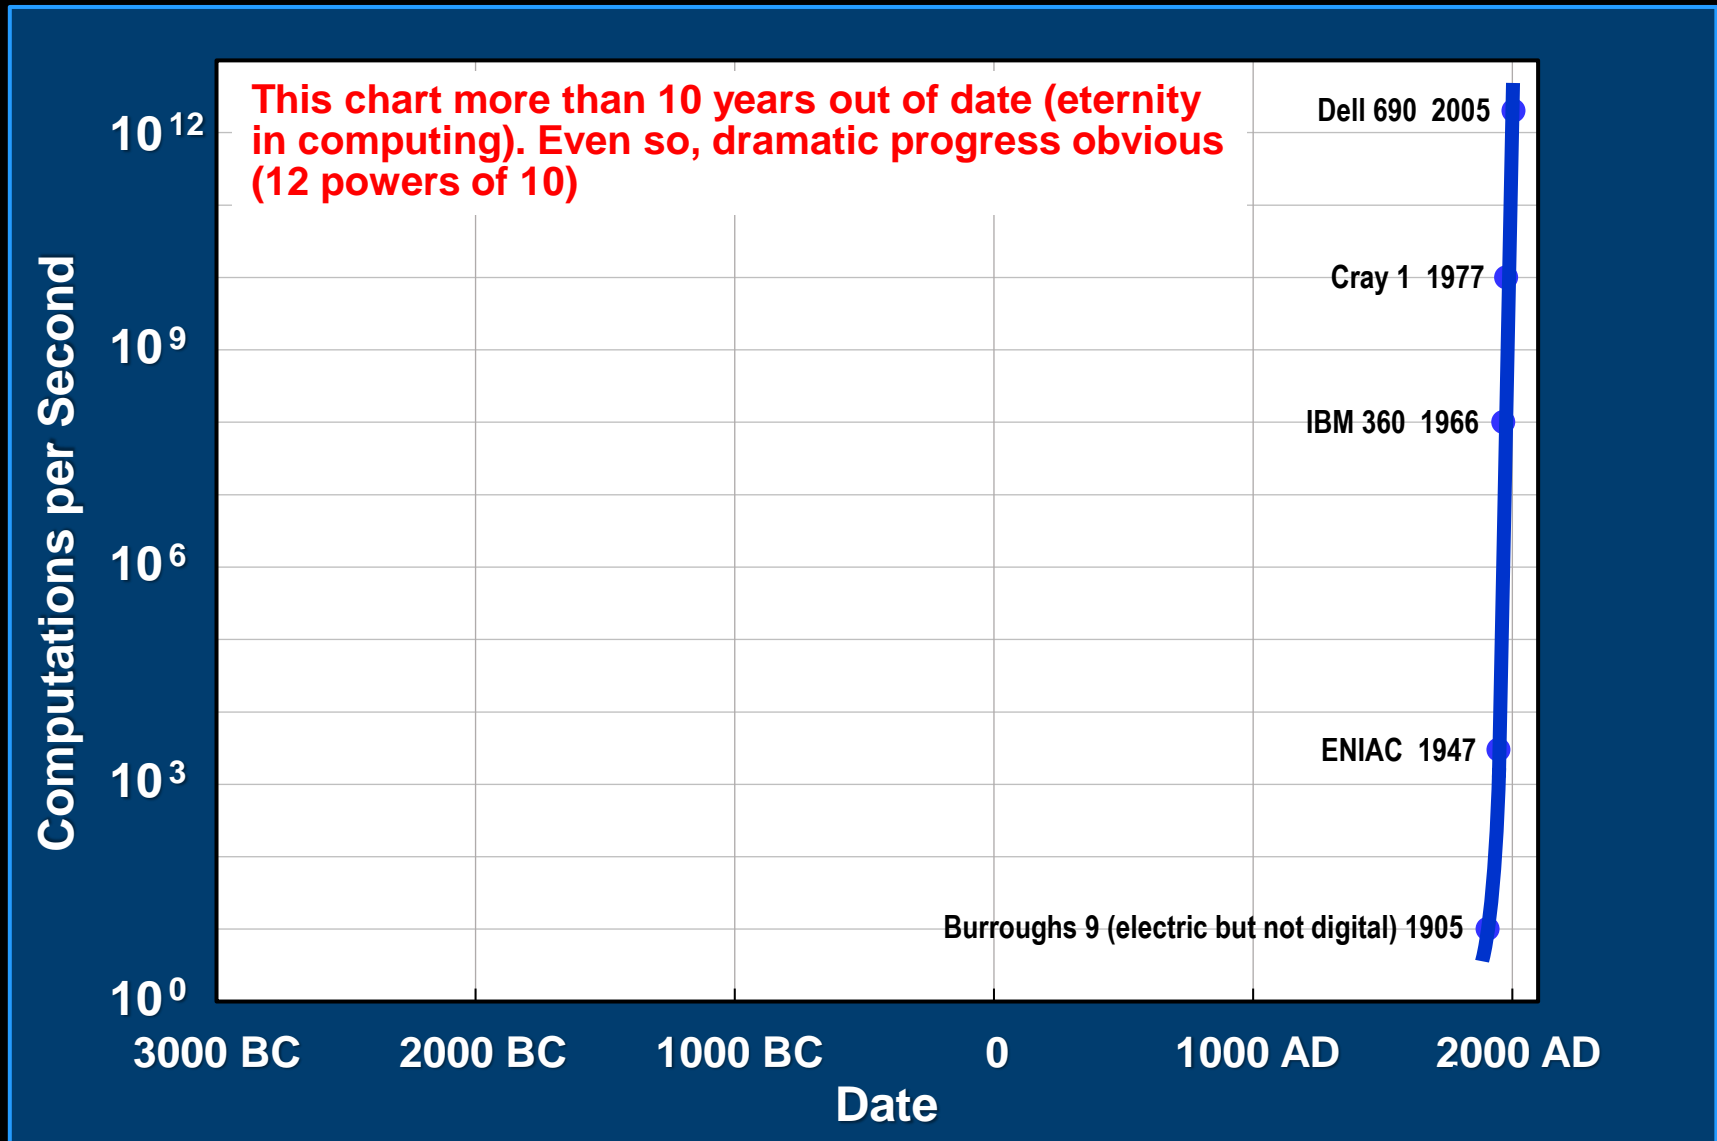 This chart more than 10 years out of date (eternity
in computing). Even so, dramatic progress obvious
(12 powers of 10)
Computations per Second
10¹²
10⁹
10⁶
10³
10⁰
Dell 690 2005
Cray 1 1977
IBM 360 1966
ENIAC 1947
Burroughs 9 (electric but not digital) 1905
3000 BC 2000 BC 1000 BC 0 1000 AD 2000 AD
Date